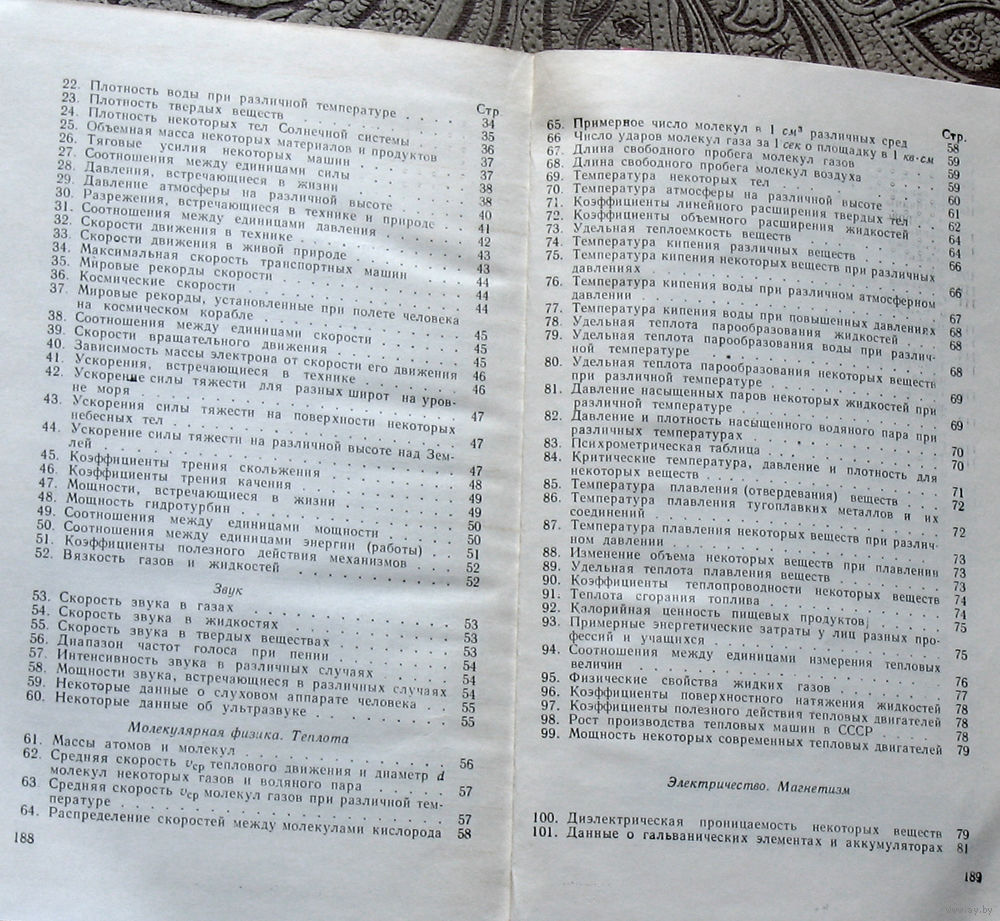 Стр.
22. Плотность воды при различной температуре . . . . 34
23. Плотность твердых веществ . . . . 35
24. Плотность некоторых тел Солнечной системы . . 36
25. Объемная масса некоторых материалов и продуктов 37
26. Тяговые усилия некоторых машин . . . . 37
27. Соотношения между единицами силы . . . . 38
28. Давления, встречающиеся в жизни . . . . 38
29. Давление атмосферы на различной высоте . . . . 40
30. Разрежения, встречающиеся в технике и природе . . 41
31. Соотношения между единицами давления . . . . 42
32. Скорости движения в технике . . . . 43
33. Скорости движения в живой природе . . . . 43
34. Максимальная скорость транспортных машин . . . . 44
35. Мировые рекорды скорости . . . . 44
36. Космические скорости . . . . 44
37. Мировые рекорды, установленные при полете человека
на космическом корабле . . . . 45
38. Соотношения между единицами скорости . . . . 45
39. Скорости вращательного движения . . . . 45
40. Зависимость массы электрона от скорости его движения 46
41. Ускорения, встречающиеся в технике . . . . 46
42. Ускорение силы тяжести для разных широт на уров-
не моря . . . . 47
43. Ускорения силы тяжести на поверхности некоторых
небесных тел . . . . 47
44. Ускорение силы тяжести на различной высоте над Зем-
лей . . . . 47
45. Коэффициенты трения скольжения . . . . 48
46. Коэффициенты трения качения . . . . 49
47. Мощности, встречающиеся в жизни . . . . 49
48. Мощность гидротурбин . . . . 50
49. Соотношения между единицами мощности . . . . 50
50. Соотношения между единицами энергии (работы) . . 51
51. Коэффициенты полезного действия механизмов . . . 52
52. Вязкость газов и жидкостей . . . . 52
Звук
53. Скорость звука в газах . . . . 53
54. Скорость звука в жидкостях . . . . 53
55. Скорость звука в твердых веществах . . . . 53
56. Диапазон частот голоса при пении . . . . 54
57. Интенсивность звука в различных случаях . . . . 54
58. Мощности звука, встречающиеся в различных случаях 54
59. Некоторые данные о слуховом аппарате человека . . 55
60. Некоторые данные об ультразвуке . . . . 55
Молекулярная физика. Теплота
61. Массы атомов и молекул . . . . 56
62. Средняя скорость vср теплового движения и диаметр d
молекул некоторых газов и водяного пара . . . . 57
63 Средняя скорость vср молекул газов при различной тем-
пературе . . . . 57
64. Распределение скоростей между молекулами кислорода 58
188
Стр.
65. Примерное число молекул в 1 см³ различных сред 58
66 Число ударов молекул газа за 1 сек о площадку в 1 кв·см 59
67. Длина свободного пробега молекул газов . . . . 59
68. Длина свободного пробега молекул воздуха . . . . 59
69. Температура некоторых тел . . . . 60
70. Температура атмосферы на различной высоте . . . . 61
71. Коэффициенты линейного расширения твердых тел . 62
72. Коэффициенты объемного расширения жидкостей . . 64
73. Удельная теплоемкость веществ . . . . 64
74. Температура кипения различных веществ . . . . 66
75. Температура кипения некоторых веществ при различных
давлениях . . . . 66
76. Температура кипения воды при различном атмосферном
давлении . . . . 67
77. Температура кипения воды при повышенных давлениях 68
78. Удельная теплота парообразования жидкостей . . . 68
79. Удельная теплота парообразования воды при различ-
ной температуре . . . . 68
80. Удельная теплота парообразования некоторых веществ
при различной температуре . . . . 69
81. Давление насыщенных паров некоторых жидкостей при
различной температуре . . . . 69
82. Давление и плотность насыщенного водяного пара при
различных температурах . . . . 70
83. Психрометрическая таблица . . . . 70
84. Критические температура, давление и плотность для
некоторых веществ . . . . 71
85. Температура плавления (отвердевания) веществ . . . 72
86. Температура плавления тугоплавких металлов и их
соединений . . . . 72
87. Температура плавления некоторых веществ при различ-
ном давлении . . . . 73
88. Изменение объема некоторых веществ при плавлении 73
89. Удельная теплота плавления веществ . . . . 73
90. Коэффициенты теплопроводности некоторых веществ 74
91. Теплота сгорания топлива . . . . 74
92. Калорийная ценность пищевых продуктов . . . . 75
93. Примерные энергетические затраты у лиц разных про-
фессий и учащихся . . . . 75
94. Соотношения между единицами измерения тепловых
величин . . . . 76
95. Физические свойства жидких газов . . . . 77
96. Коэффициенты поверхностного натяжения жидкостей 78
97. Коэффициенты полезного действия тепловых двигателей 78
98. Рост производства тепловых машин в СССР . . . . 78
99. Мощность некоторых современных тепловых двигателей 79
Электричество. Магнетизм
100. Диэлектрическая проницаемость некоторых веществ 79
101. Данные о гальванических элементах и аккумуляторах 81
189
www.ay.by